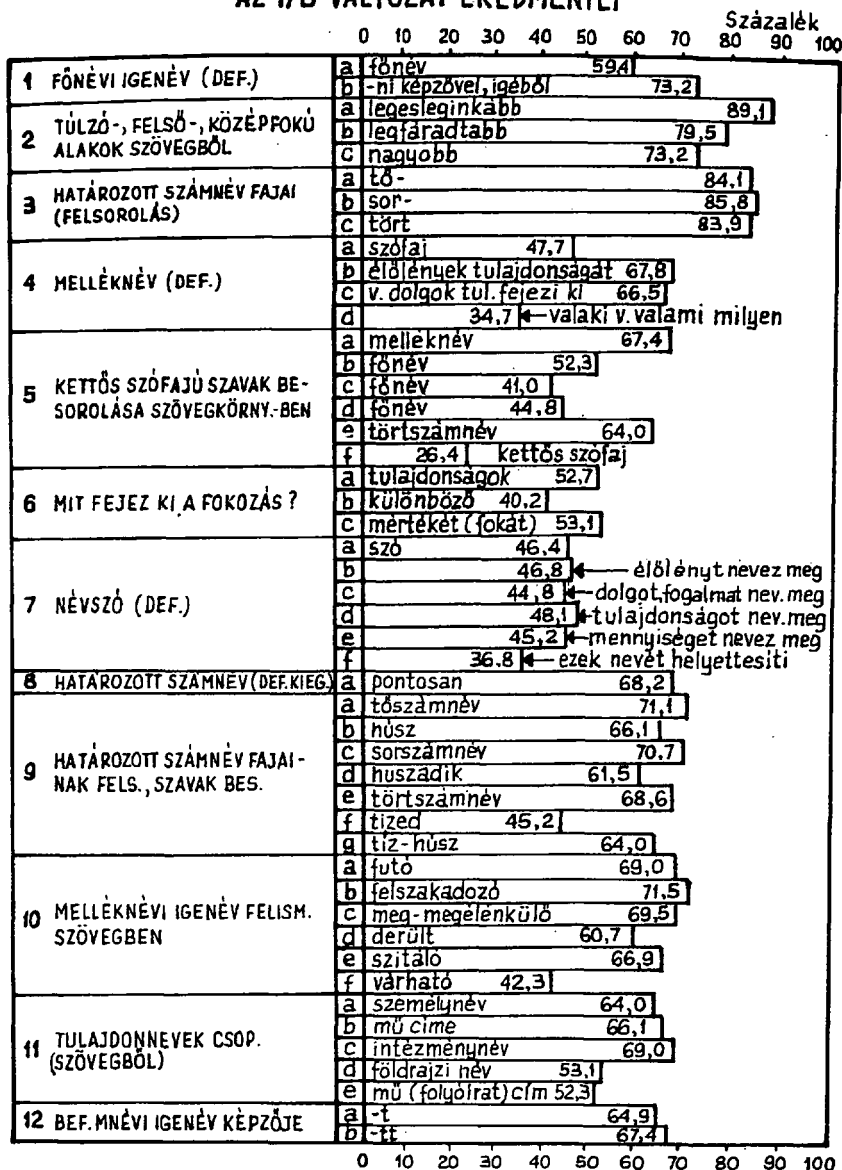 AZ I/B VÁLTOZAT EREDMÉNYEI
Százalék
0 10 20 30 40 50 60 70 80 90 100
1 FŐNÉVI IGENÉV (DEF.)
a főnév 59,4
b -ni képzővel, igéből 73,2
2 TÚLZÓ-, FELSŐ-, KÖZÉPFOKÚ
ALAKOK SZÖVEGBŐL
a legesleginkább 89,1
b legfáradtabb 79,5
c nagyobb 73,2
3 HATÁROZOTT SZÁMNÉV FAJAI
(FELSOROLÁS)
a tő- 84,1
b sor- 85,8
c tört 83,9
4 MELLÉKNÉV (DEF.)
a szófaj 47,7
b élőlények tulajdonságát 67,8
c v. dolgok tul. fejezi ki 66,5
d 34,7 valaki v. valami milyen
5 KETTŐS SZÓFAJÚ SZAVAK BE-
SOROLÁSA SZÖVEGKÖRNY.-BEN
a melléknév 67,4
b főnév 52,3
c főnév 41,0
d főnév 44,8
e törtszámnév 64,0
f 26,4 kettős szófaj
6 MIT FEJEZ KI A FOKOZÁS?
a tulajdonságok 52,7
b különböző 40,2
c mértékét (fokát) 53,1
7 NÉVSZÓ (DEF.)
a szó 46,4
b 46,8 élőlényt nevez meg
c 44,8 dolgot, fogalmat nev. meg
d 48,1 tulajdonságot nev. meg
e 45,2 mennyiséget nevez meg
f 36.8 ezek nevét helyettesíti
8 HATÁROZOTT SZÁMNÉV (DEF. KIEG.)
a pontosan 68,2
9 HATÁROZOTT SZÁMNÉV FAJAI-
NAK FELS., SZAVAK BES.
a tőszámnév 71,1
b húsz 66,1
c sorszámnév 70.7
d huszadik 61,5
e törtszámnév 68,6
f tized 45,2
g tíz-húsz 64,0
10 MELLÉKNÉVI IGENÉV FELISM.
SZÖVEGBEN
a futó 69,0
b felszakadozó 71,5
c meg-megélénkülő 69,5
d derült 60,7
e szitáló 66,9
f várható 42,3
11 TULAJDONNEVEK CSOP.
(SZÖVEGBŐL)
a személynév 64,0
b mű címe 66,1
c intézménynév 69,0
d földrajzi név 53,1
e mű (folyóirat) cím 52,3
12 BEF. MNÉVI IGENÉV KÉPZŐJE
a -t 64,9
b -tt 67,4
0 10 20 30 40 50 60 70 80 90 100